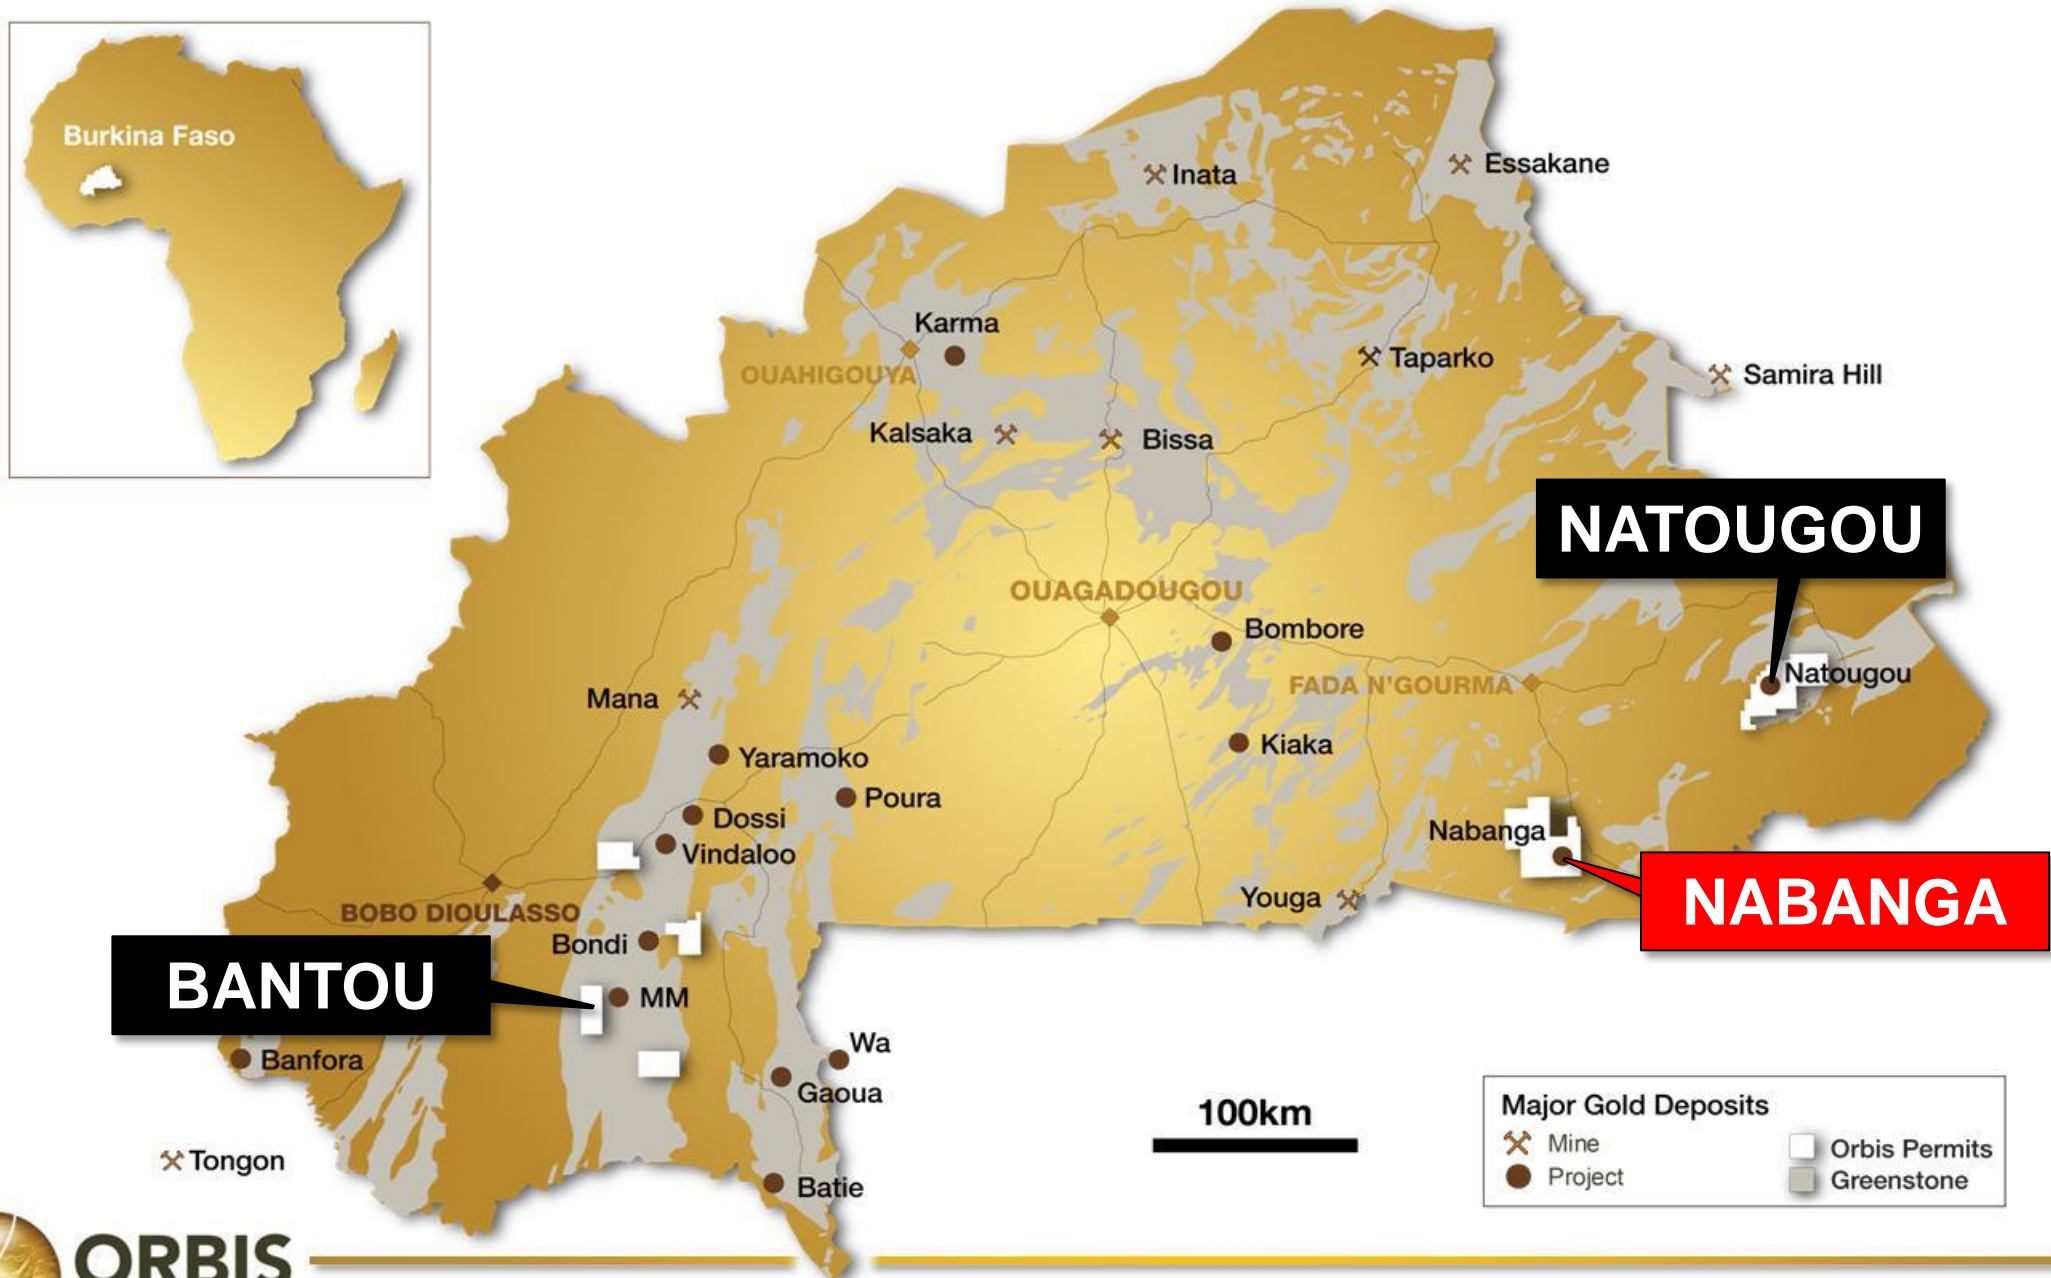 Burkina Faso
Inata
Essakane
Karma
OUAHIGOUYA
Taparko
Samira Hill
Kalsaka
Bissa
NATOUGOU
OUAGADOUGOU
Bombore
FADA N'GOURMA
Natougou
Mana
Yaramoko
Kiaka
Poura
Dossi
Vindaloo
Nabanga
NABANGA
Youga
BOBO DIOULASSO
Bondi
BANTOU
MM
Banfora
Wa
Gaoua
100km
Major Gold Deposits
Mine
Orbis Permits
Project
Greenstone
Tongon
Batie
ORBIS